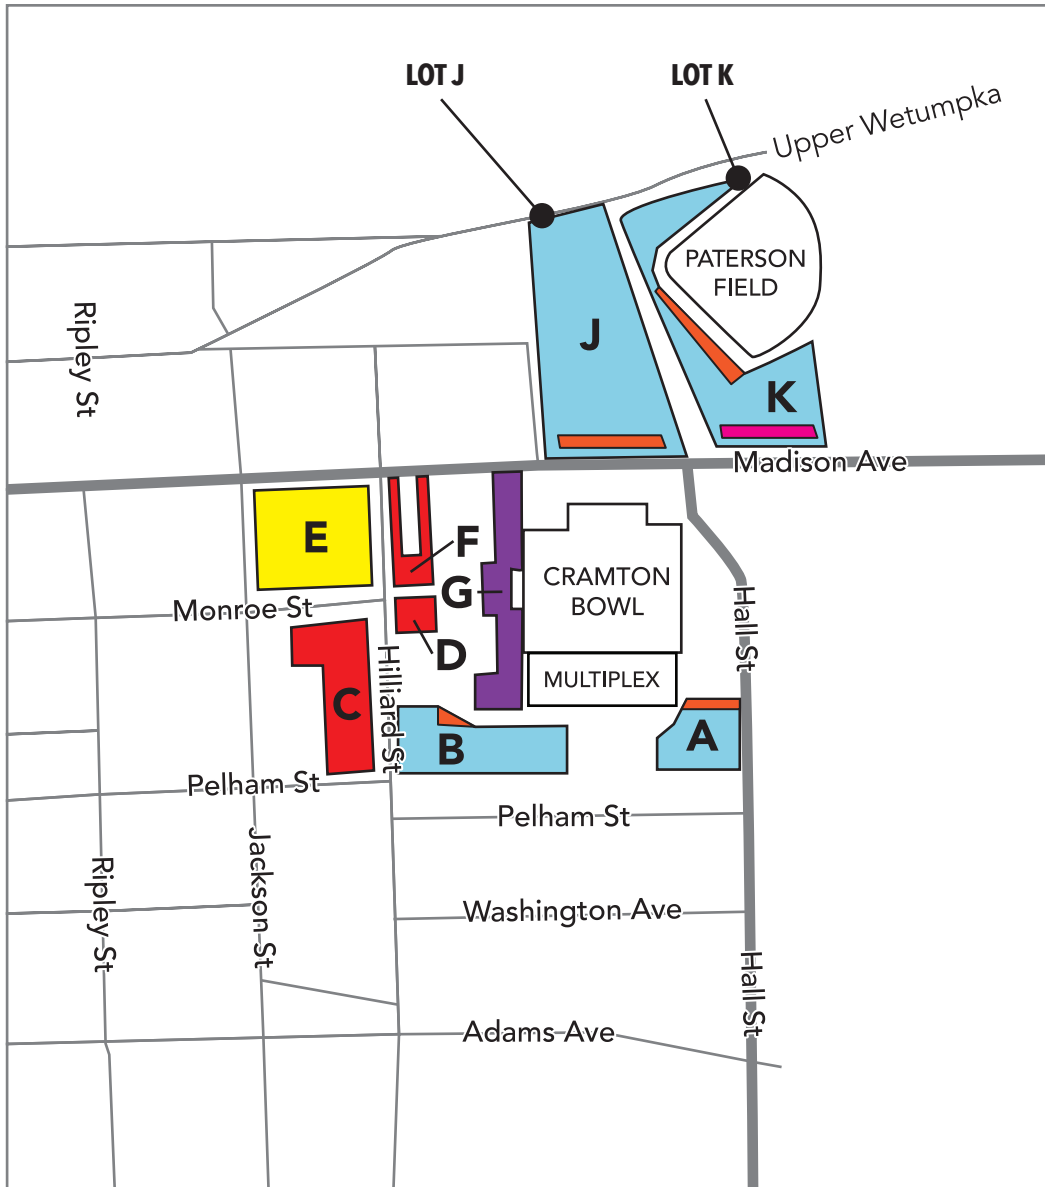 LOT J
LOT K
Upper Wetumpka
PATERSON
FIELD
Ripley St
J
K
Madison Ave
E
F
G
CRAMTON
BOWL
Monroe St
Hall St
D
Hilliard St
MULTIPLEX
C
B
A
Pelham St
Pelham St
Ripley St
Jackson St
Washington Ave
Hall St
Adams Ave